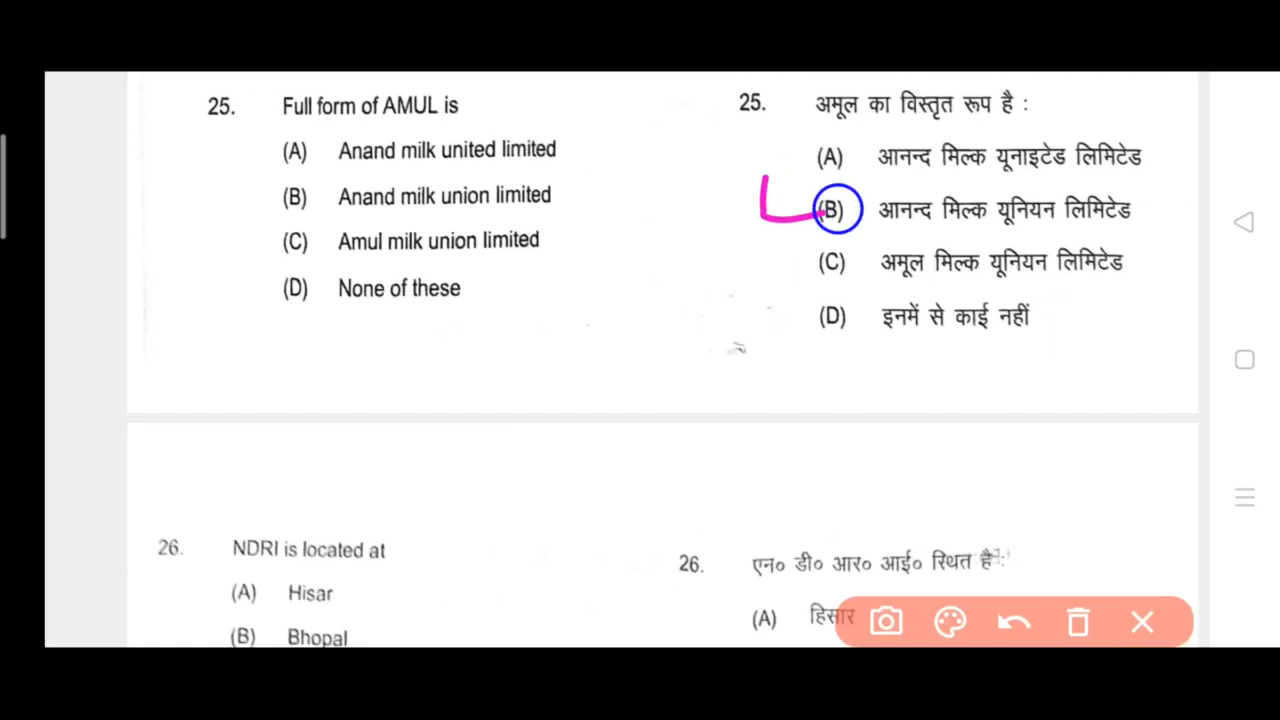 25. Full form of AMUL is
(A) Anand milk united limited
(B) Anand milk union limited
(C) Amul milk union limited
(D) None of these
25. अमूल का विस्तृत रूप है :
(A) आनन्द मिल्क यूनाइटेड लिमिटेड
(B) आनन्द मिल्क यूनियन लिमिटेड
(C) अमूल मिल्क यूनियन लिमिटेड
(D) इनमें से काई नहीं
26. NDRI is located at
(A) Hisar
(B) Bhopal
26. एन० डी० आर० आई० स्थित है :
(A) हिसार